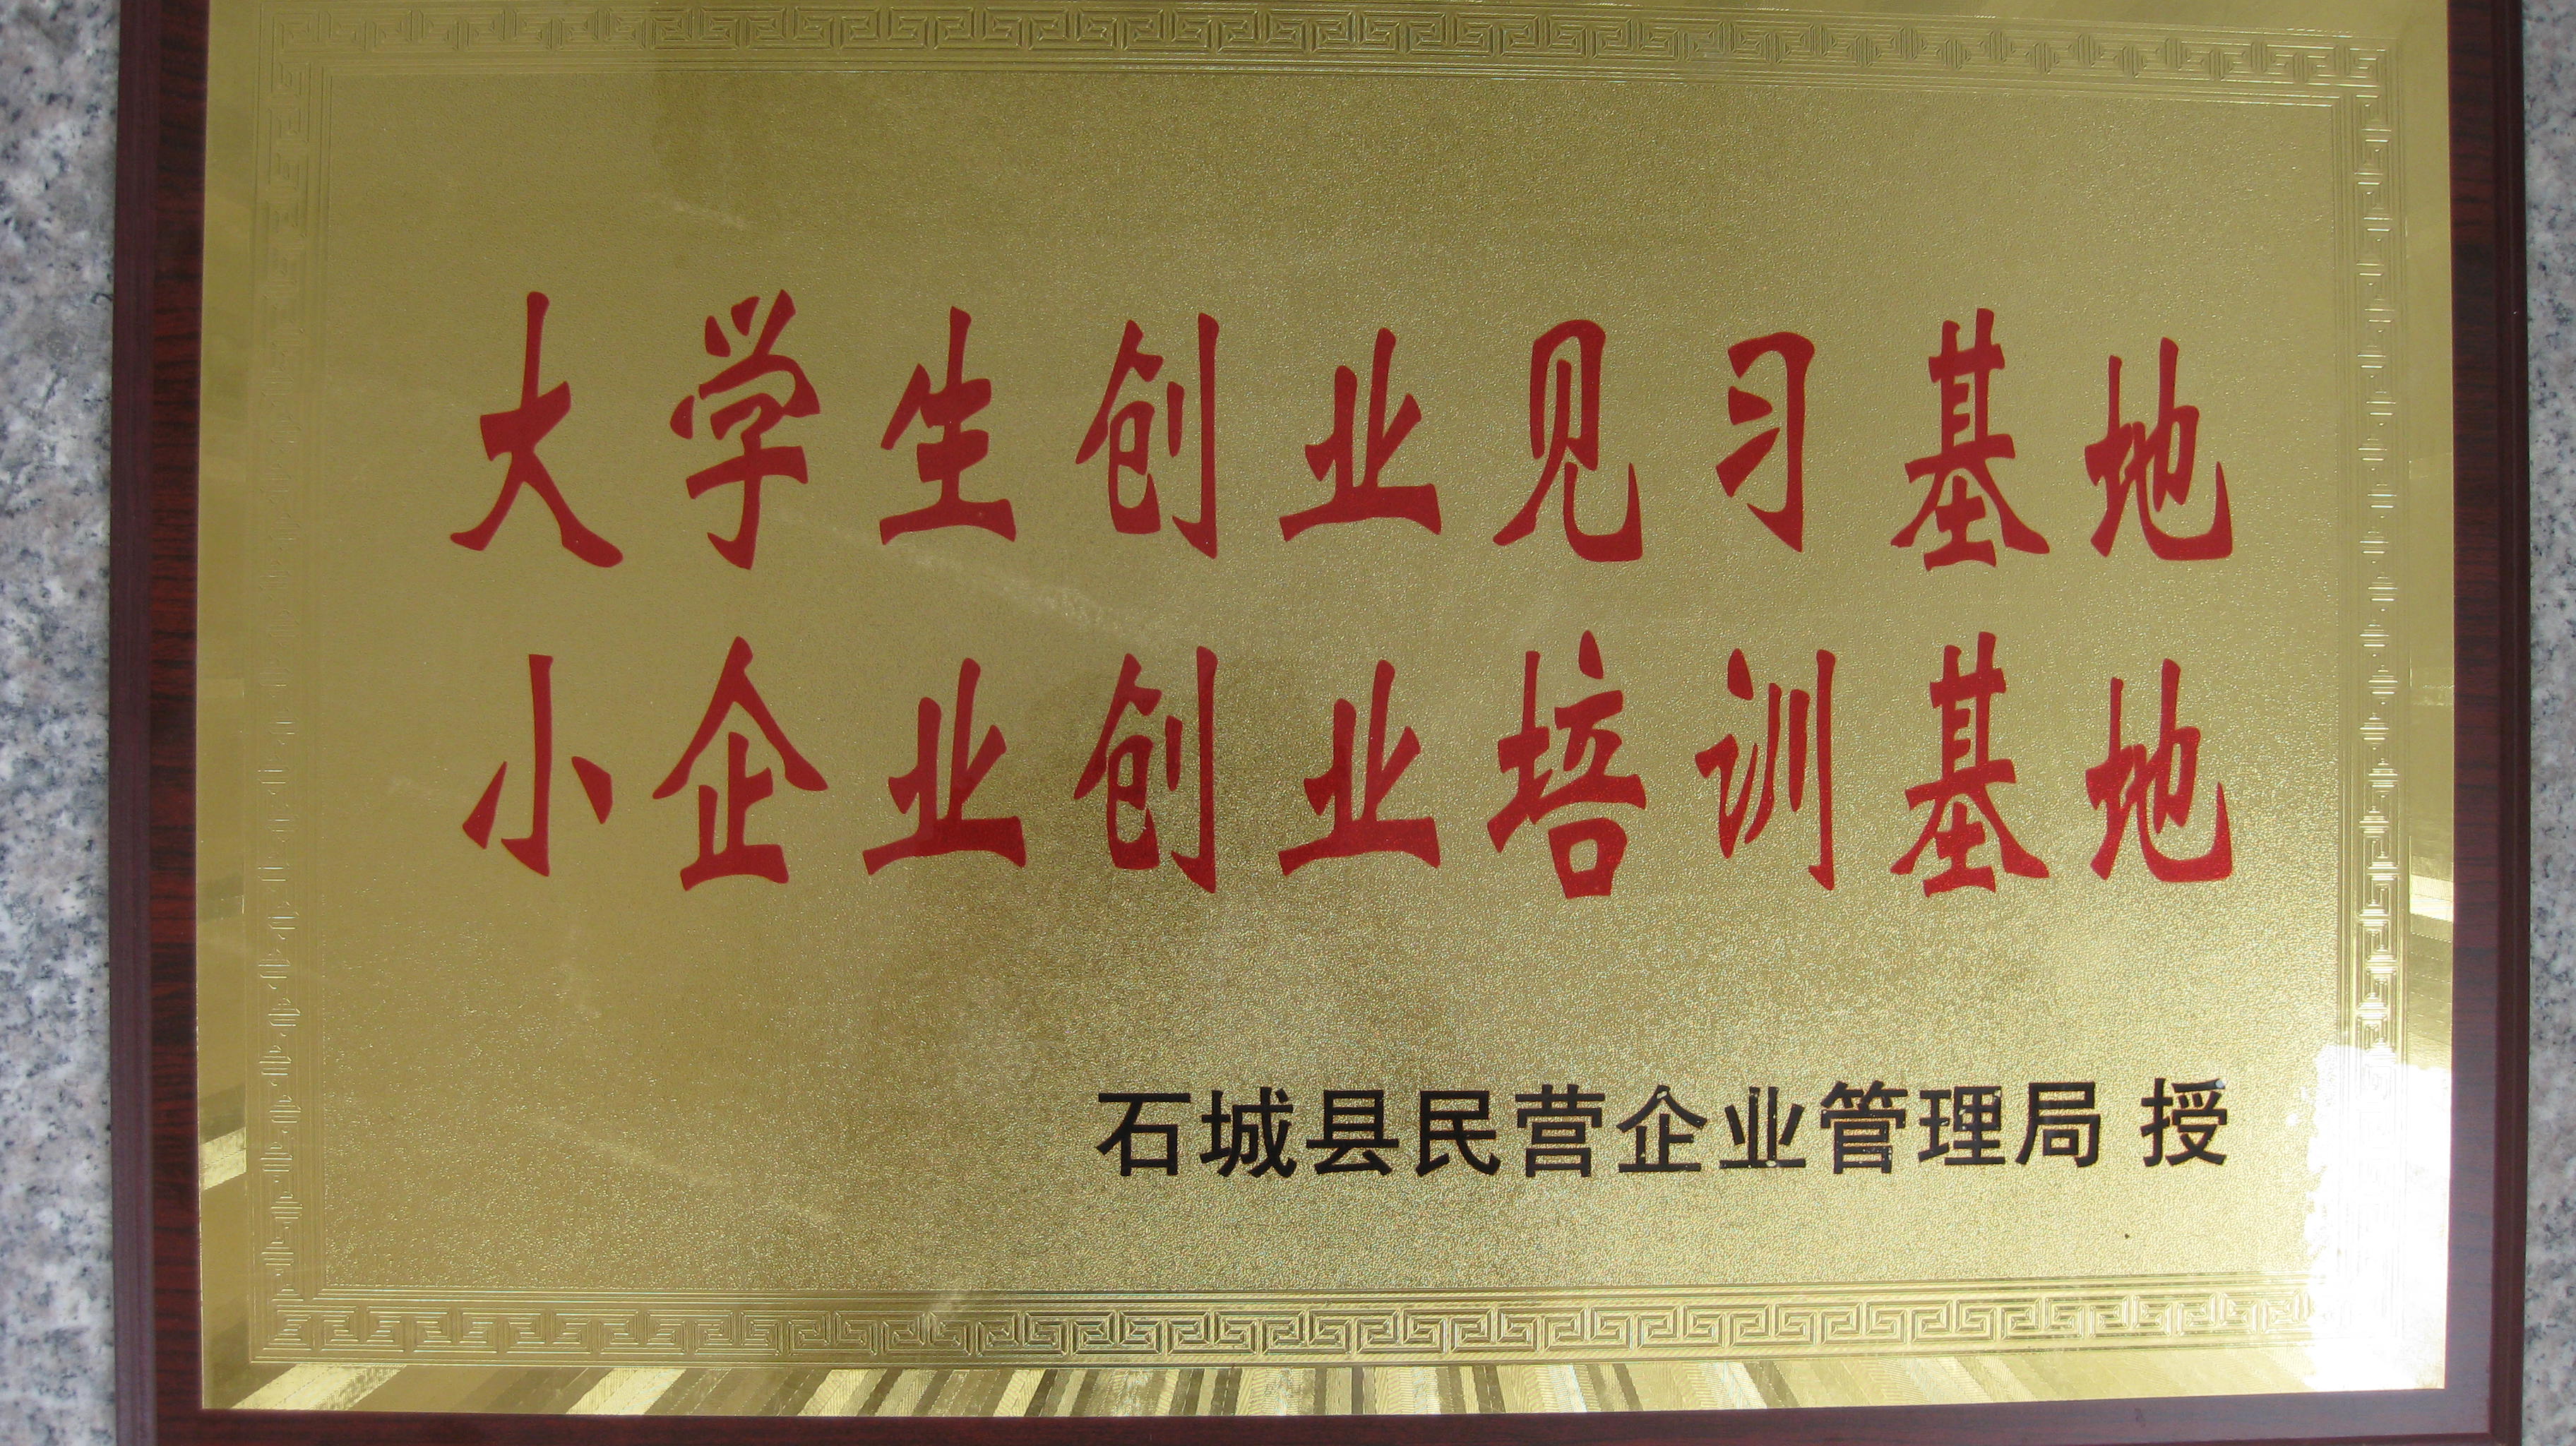 大学生创业见习基地
小企业创业培训基地
石城县民营企业管理局 授